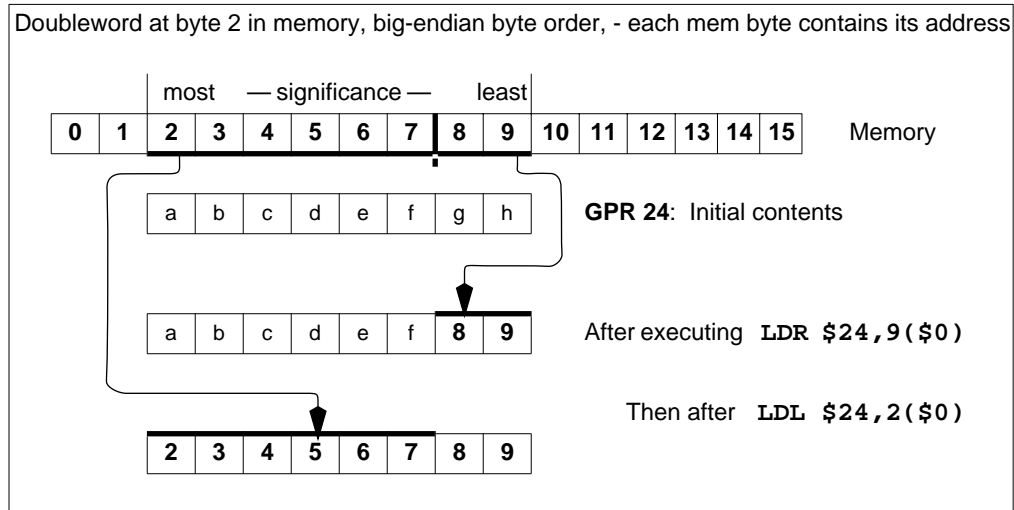 Doubleword at byte 2 in memory, big-endian byte order, - each mem byte contains its address
most — significance — least
0 1 2 3 4 5 6 7 8 9 10 11 12 13 14 15 Memory
a b c d e f g h GPR 24: Initial contents
a b c d e f 8 9 After executing LDR $24,9($0)
Then after LDL $24,2($0)
2 3 4 5 6 7 8 9